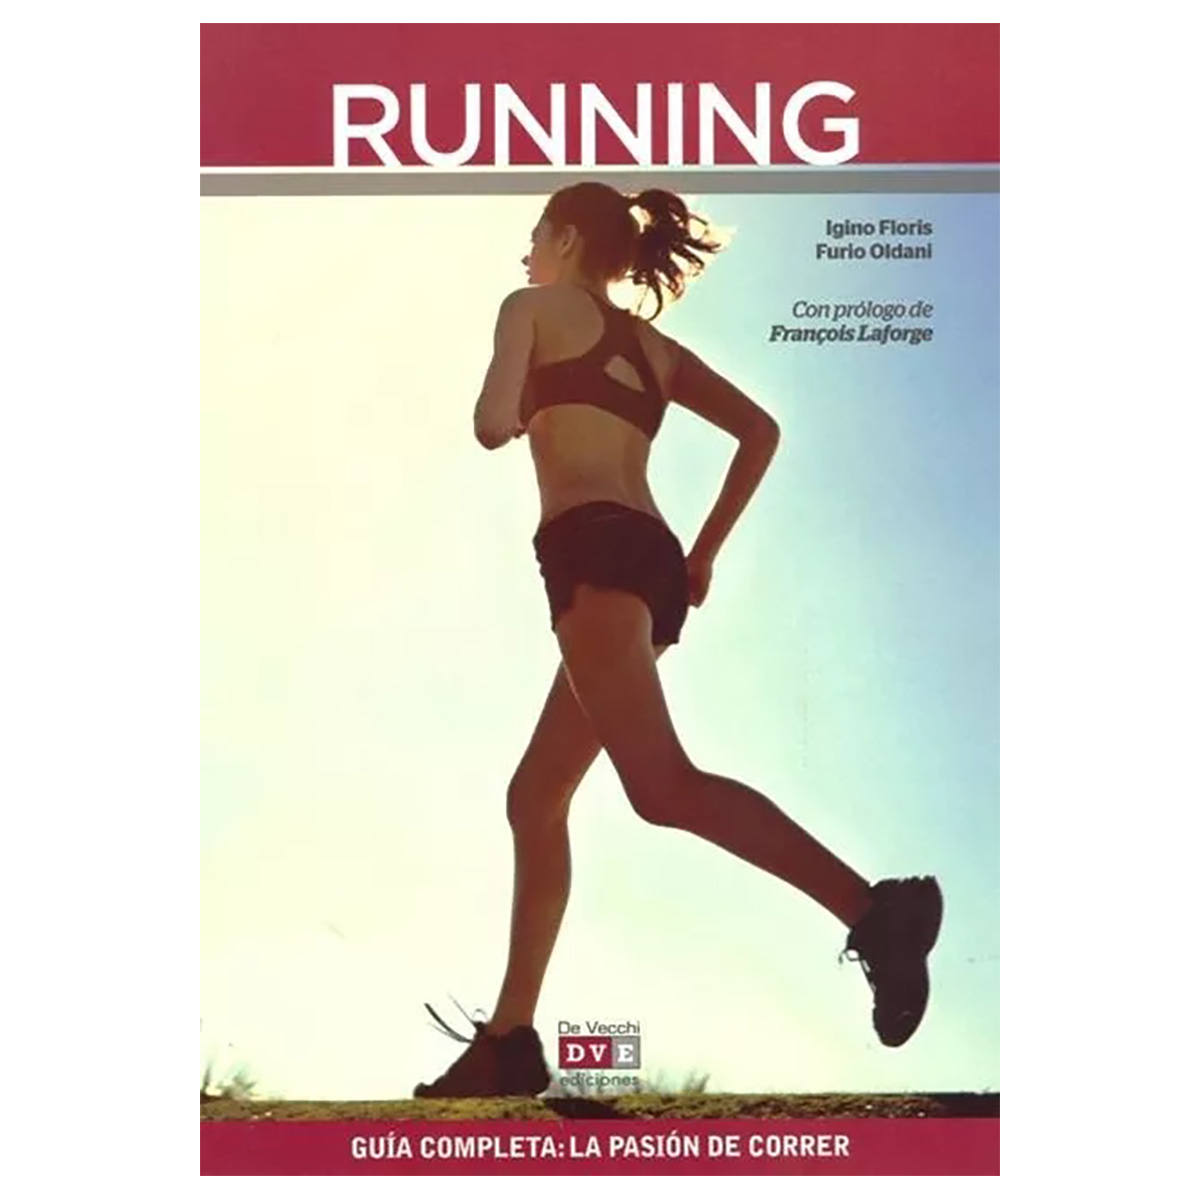 RUNNING
Igino Floris
Furio Oldani
Con prólogo de
François Laforge
De Vecchi
DVE
ediciones
GUÍA COMPLETA: LA PASIÓN DE CORRER